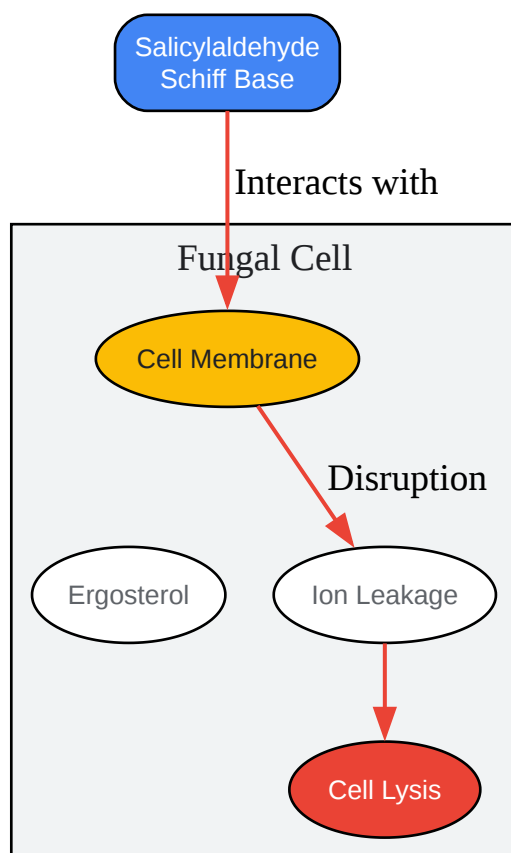 Salicylaldehyde
Schiff Base
Interacts with
Fungal Cell
Cell Membrane
Disruption
Ergosterol
Ion Leakage
Cell Lysis